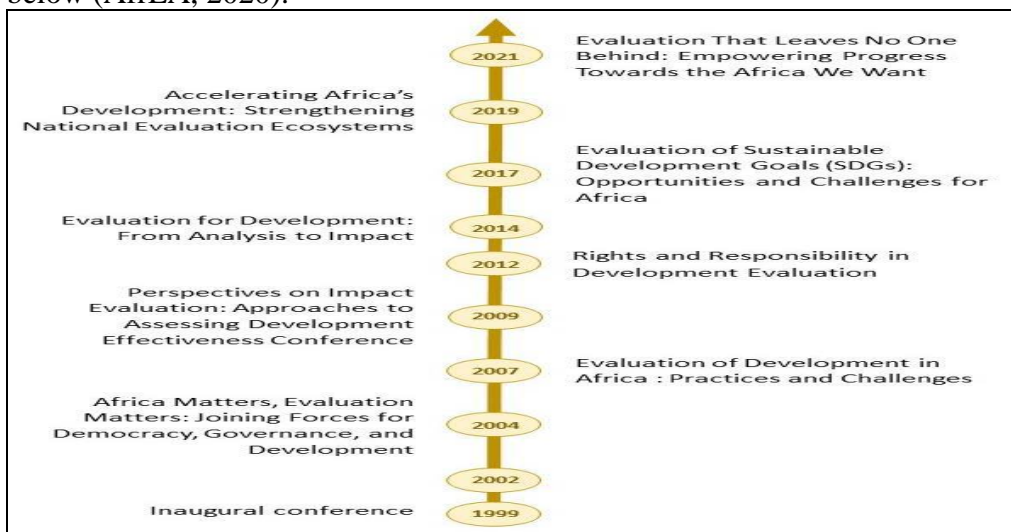 below (AfrEA, 2020).
2021
Evaluation That Leaves No One
Behind: Empowering Progress
Towards the Africa We Want
Accelerating Africa's
Development: Strengthening
National Evaluation Ecosystems
2019
2017
Evaluation of Sustainable
Development Goals (SDGs):
Opportunities and Challenges for
Africa
Evaluation for Development:
From Analysis to Impact
2014
2012
Rights and Responsibility in
Development Evaluation
Perspectives on Impact
Evaluation: Approaches to
Assessing Development
Effectiveness Conference
2009
2007
Evaluation of Development in
Africa : Practices and Challenges
Africa Matters, Evaluation
Matters: Joining Forces for
Democracy, Governance, and
Development
2004
2002
Inaugural conference
1999